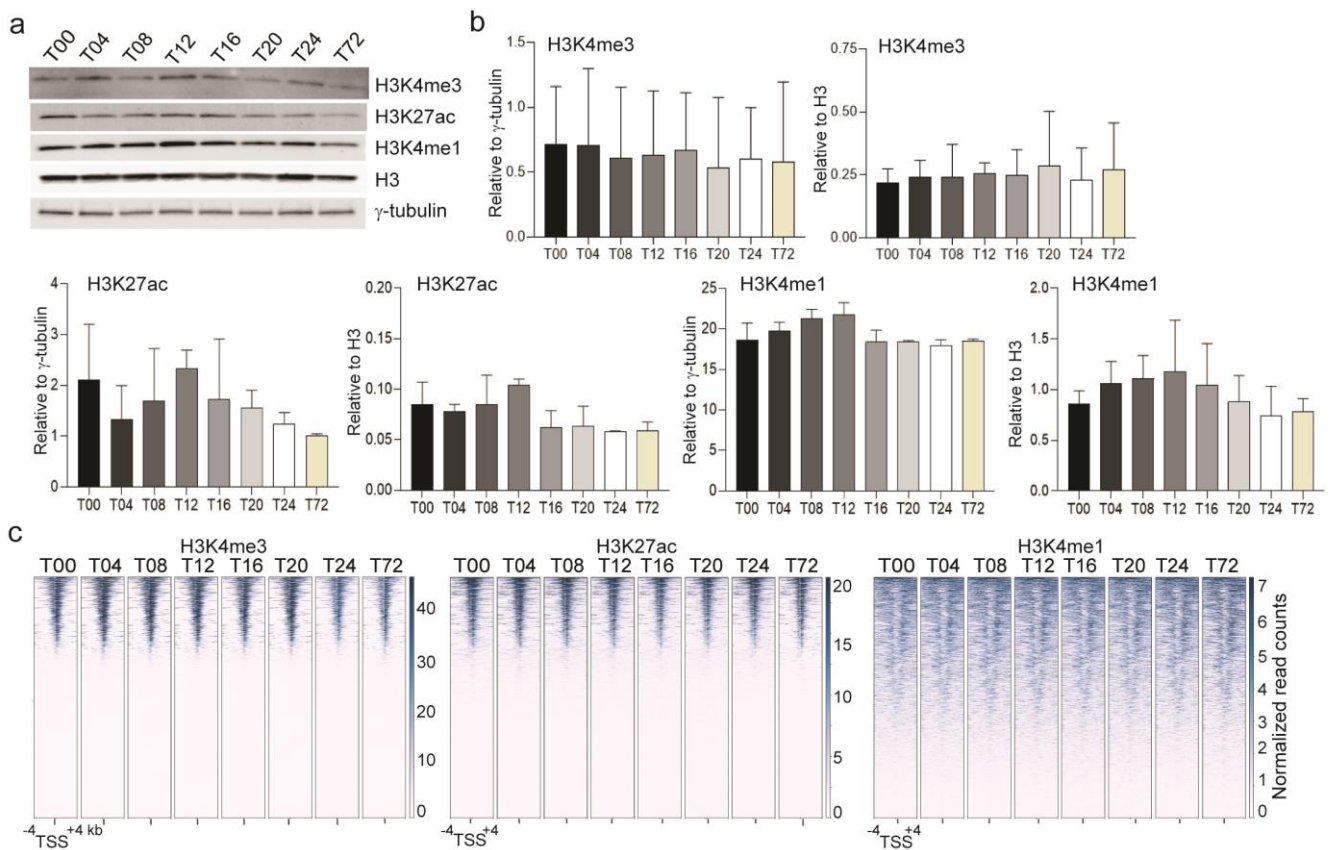 a
T00 T04 T08 T12 T16 T20 T24 T72
H3K4me3
H3K27ac
H3K4me1
H3
γ-tubulin
b
H3K4me3
Relative to γ-tubulin
1.5
1.0
0.5
0.0
T00 T04 T08 T12 T16 T20 T24 T72
H3K4me3
Relative to H3
0.75
0.50
0.25
0.00
T00 T04 T08 T12 T16 T20 T24 T72
H3K27ac
Relative to γ-tubulin
4
3
2
1
0
T00 T04 T08 T12 T16 T20 T24 T72
H3K27ac
Relative to H3
0.20
0.15
0.10
0.05
0.00
T00 T04 T08 T12 T16 T20 T24 T72
H3K4me1
Relative to γ-tubulin
25
20
15
10
5
0
T00 T04 T08 T12 T16 T20 T24 T72
H3K4me1
Relative to H3
2.0
1.5
1.0
0.5
0.0
T00 T04 T08 T12 T16 T20 T24 T72
c
H3K4me3
T00 T04 T08 T12 T16 T20 T24 T72
40
30
20
10
0
-4 TSS +4 kb
H3K27ac
T00 T04 T08 T12 T16 T20 T24 T72
20
15
10
5
0
-4 TSS +4
H3K4me1
T00 T04 T08 T12 T16 T20 T24 T72
7
6
5
4
3
2
1
0
Normalized read counts
-4 TSS +4